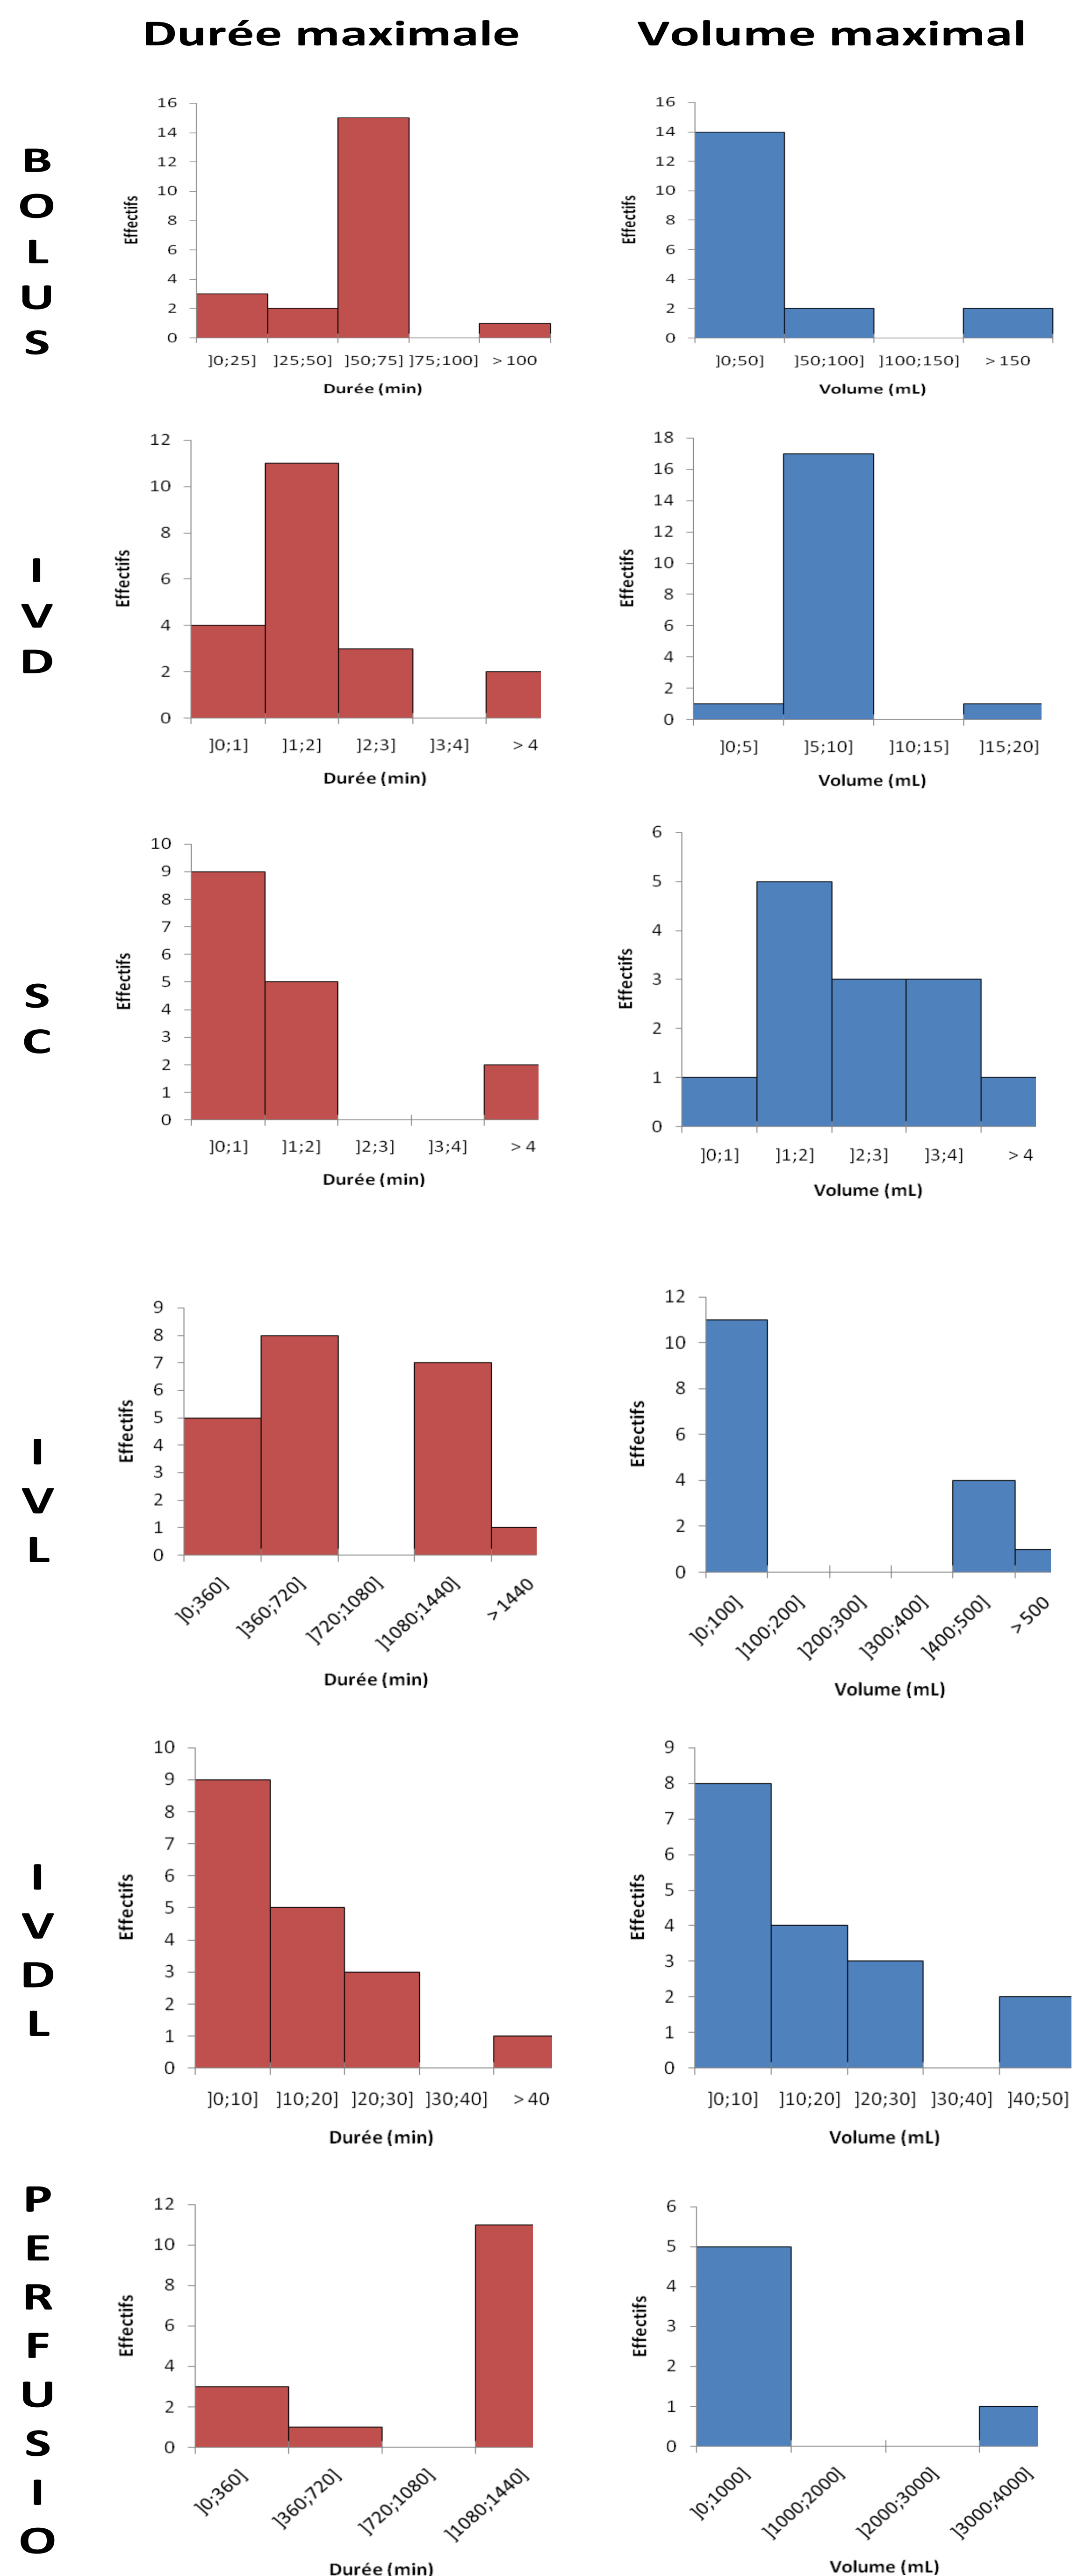 Durée maximale Volume maximal
B
O
L
U
S
Effectifs
16
14
12
10
8
6
4
2
0
]0;25] ]25;50] ]50;75] ]75;100] > 100
Durée (min)
Effectifs
16
14
12
10
8
6
4
2
0
]0;50] ]50;100] ]100;150] > 150
Volume (mL)
I
V
D
Effectifs
12
10
8
6
4
2
0
]0;1] ]1;2] ]2;3] ]3;4] > 4
Durée (min)
Effectifs
18
16
14
12
10
8
6
4
2
0
]0;5] ]5;10] ]10;15] ]15;20]
Volume (mL)
S
C
Effectifs
10
9
8
7
6
5
4
3
2
1
0
]0;1] ]1;2] ]2;3] ]3;4] > 4
Durée (min)
Effectifs
6
5
4
3
2
1
0
]0;1] ]1;2] ]2;3] ]3;4] > 4
Volume (mL)
I
V
L
Effectifs
9
8
7
6
5
4
3
2
1
0
]0;360] ]360;720] ]720;1080] ]1080;1440] > 1440
Durée (min)
Effectifs
12
10
8
6
4
2
0
]0;100] ]100;200] ]200;300] ]300;400] ]400;500] > 500
Volume (mL)
I
V
D
L
Effectifs
10
9
8
7
6
5
4
3
2
1
0
]0;10] ]10;20] ]20;30] ]30;40] > 40
Durée (min)
Effectifs
9
8
7
6
5
4
3
2
1
0
]0;10] ]10;20] ]20;30] ]30;40] ]40;50]
Volume (mL)
P
E
R
F
U
S
I
O
Effectifs
12
10
8
6
4
2
0
]0;360] ]360;720] ]720;1080] ]1080;1440]
Durée (min)
Effectifs
6
5
4
3
2
1
0
]0;1000] ]1000;2000] ]2000;3000] ]3000;4000]
Volume (mL)